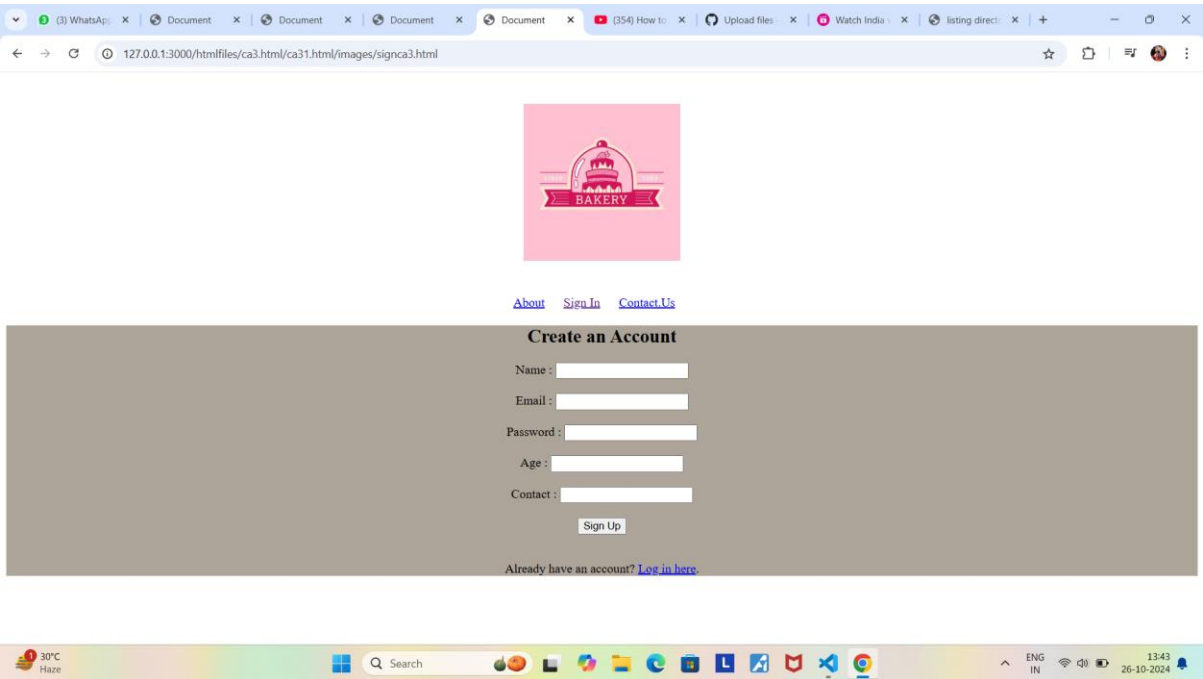 (3) WhatsAp
Document
Document
Document
Document
(354) How to
Upload files -
Watch India v
listing direct
127.0.0.1:3000/htmlfiles/ca3.html/ca31.html/images/signca3.html
BAKERY
About Sign In Contact.Us
Create an Account
Name :
Email :
Password :
Age :
Contact :
Sign Up
Already have an account? Log in here.
1
30°C
Haze
Search
L
ENG
IN
13:43
26-10-2024